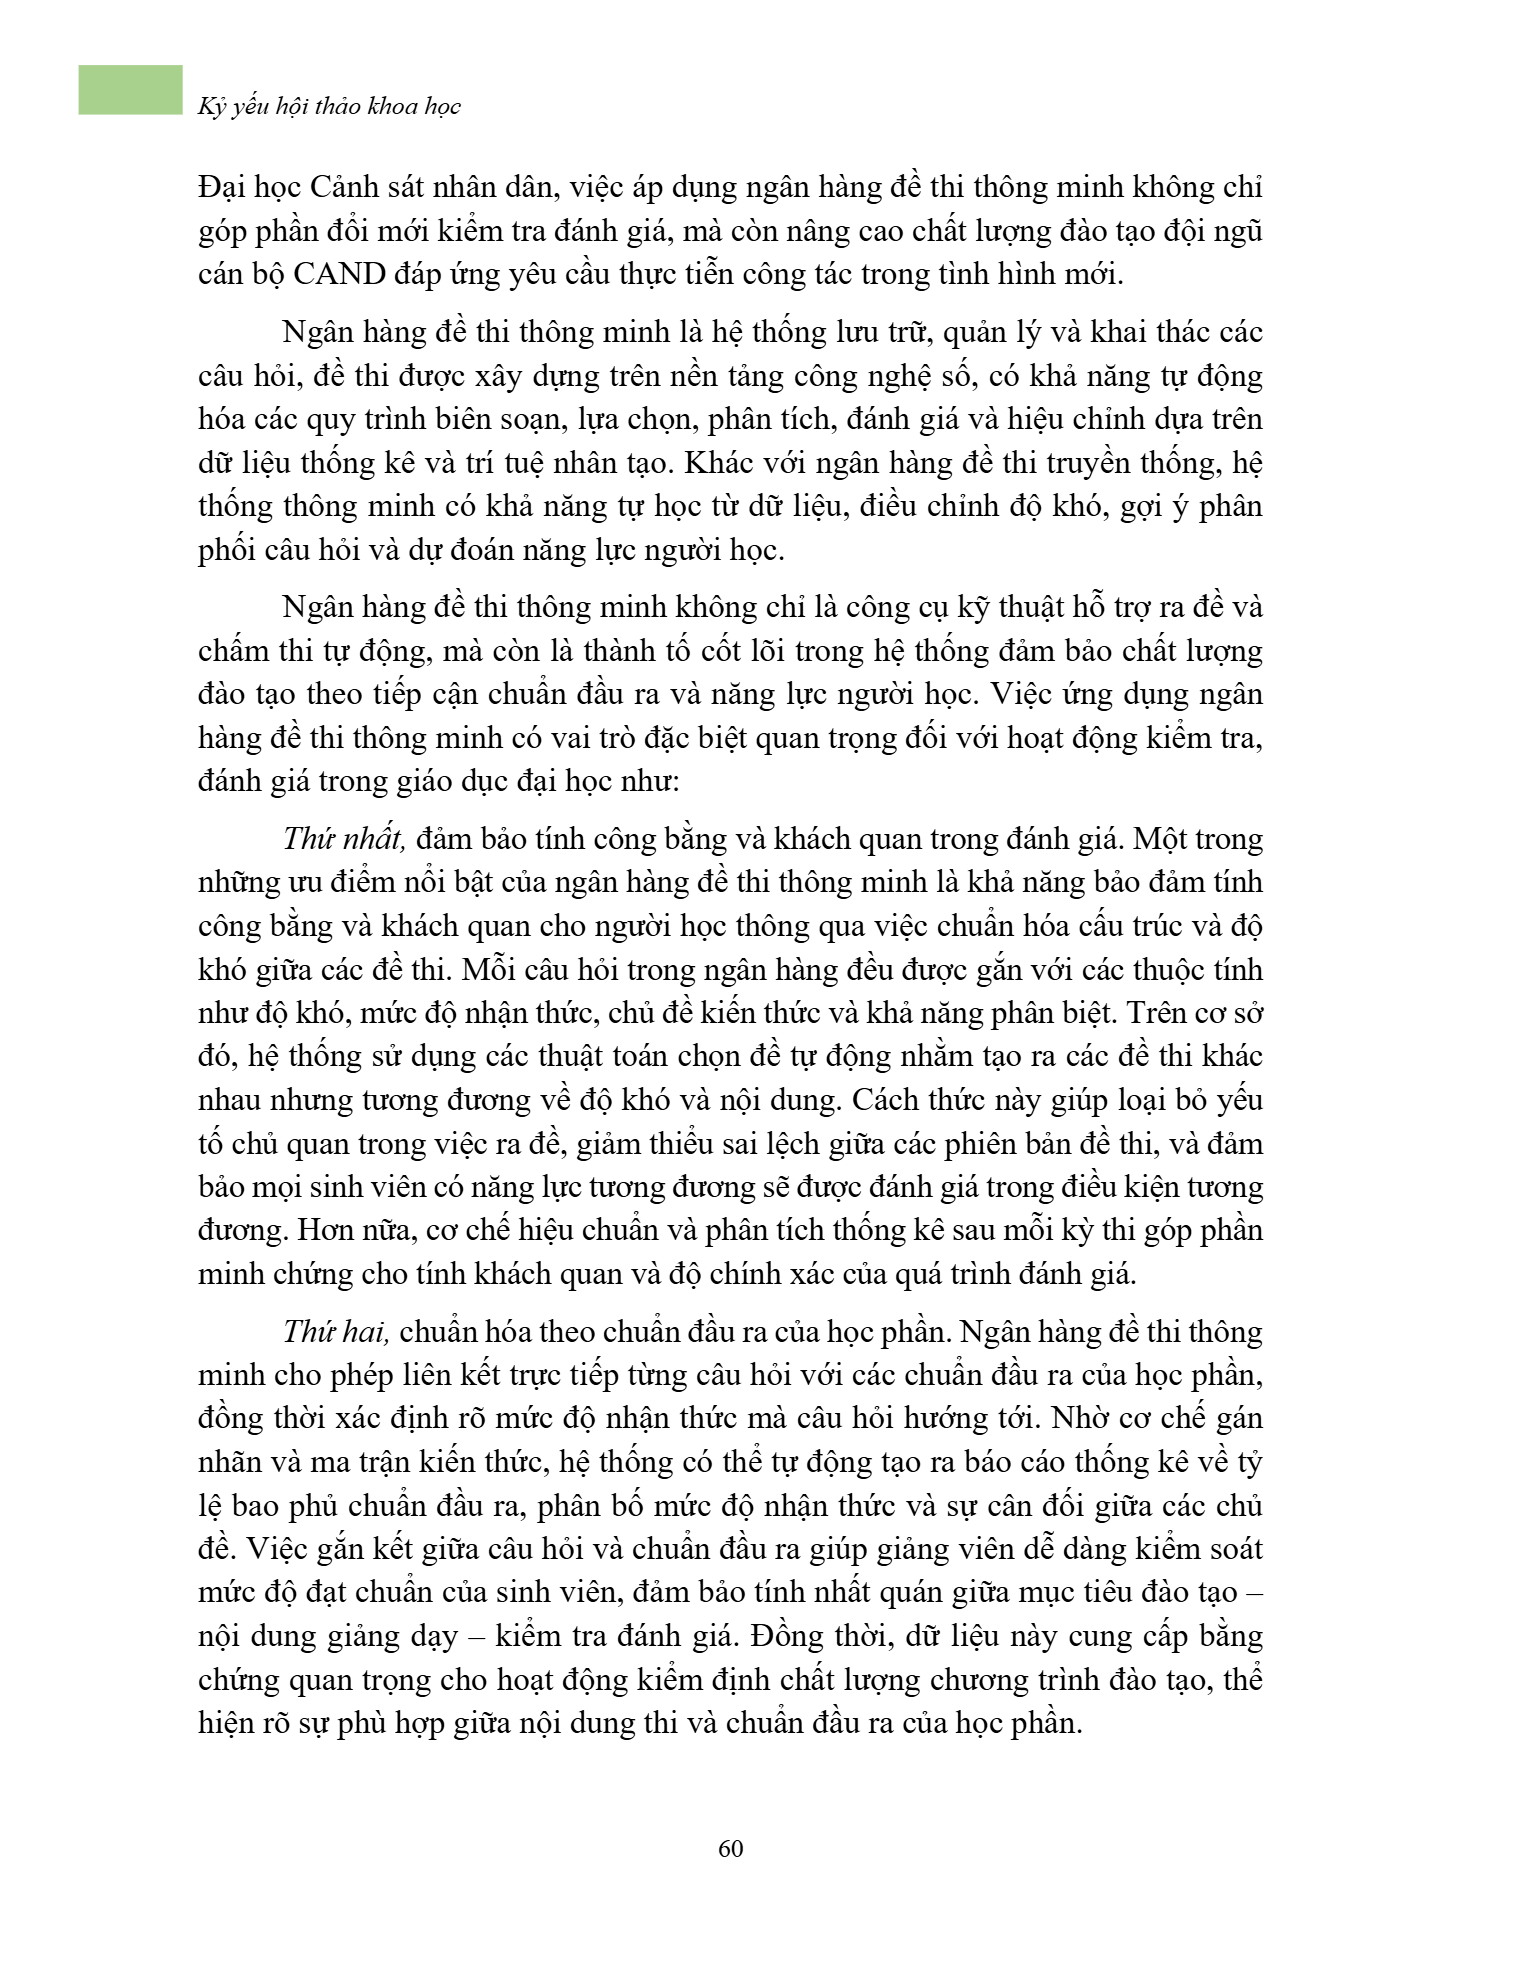 Kỷ yếu hội thảo khoa học
Đại học Cảnh sát nhân dân, việc áp dụng ngân hàng đề thi thông minh không chỉ
góp phần đổi mới kiểm tra đánh giá, mà còn nâng cao chất lượng đào tạo đội ngũ
cán bộ CAND đáp ứng yêu cầu thực tiễn công tác trong tình hình mới.
Ngân hàng đề thi thông minh là hệ thống lưu trữ, quản lý và khai thác các
câu hỏi, đề thi được xây dựng trên nền tảng công nghệ số, có khả năng tự động
hóa các quy trình biên soạn, lựa chọn, phân tích, đánh giá và hiệu chỉnh dựa trên
dữ liệu thống kê và trí tuệ nhân tạo. Khác với ngân hàng đề thi truyền thống, hệ
thống thông minh có khả năng tự học từ dữ liệu, điều chỉnh độ khó, gợi ý phân
phối câu hỏi và dự đoán năng lực người học.
Ngân hàng đề thi thông minh không chỉ là công cụ kỹ thuật hỗ trợ ra đề và
chấm thi tự động, mà còn là thành tố cốt lõi trong hệ thống đảm bảo chất lượng
đào tạo theo tiếp cận chuẩn đầu ra và năng lực người học. Việc ứng dụng ngân
hàng đề thi thông minh có vai trò đặc biệt quan trọng đối với hoạt động kiểm tra,
đánh giá trong giáo dục đại học như:
Thứ nhất, đảm bảo tính công bằng và khách quan trong đánh giá. Một trong
những ưu điểm nổi bật của ngân hàng đề thi thông minh là khả năng bảo đảm tính
công bằng và khách quan cho người học thông qua việc chuẩn hóa cấu trúc và độ
khó giữa các đề thi. Mỗi câu hỏi trong ngân hàng đều được gắn với các thuộc tính
như độ khó, mức độ nhận thức, chủ đề kiến thức và khả năng phân biệt. Trên cơ sở
đó, hệ thống sử dụng các thuật toán chọn đề tự động nhằm tạo ra các đề thi khác
nhau nhưng tương đương về độ khó và nội dung. Cách thức này giúp loại bỏ yếu
tố chủ quan trong việc ra đề, giảm thiểu sai lệch giữa các phiên bản đề thi, và đảm
bảo mọi sinh viên có năng lực tương đương sẽ được đánh giá trong điều kiện tương
đương. Hơn nữa, cơ chế hiệu chuẩn và phân tích thống kê sau mỗi kỳ thi góp phần
minh chứng cho tính khách quan và độ chính xác của quá trình đánh giá.
Thứ hai, chuẩn hóa theo chuẩn đầu ra của học phần. Ngân hàng đề thi thông
minh cho phép liên kết trực tiếp từng câu hỏi với các chuẩn đầu ra của học phần,
đồng thời xác định rõ mức độ nhận thức mà câu hỏi hướng tới. Nhờ cơ chế gán
nhãn và ma trận kiến thức, hệ thống có thể tự động tạo ra báo cáo thống kê về tỷ
lệ bao phủ chuẩn đầu ra, phân bố mức độ nhận thức và sự cân đối giữa các chủ
đề. Việc gắn kết giữa câu hỏi và chuẩn đầu ra giúp giảng viên dễ dàng kiểm soát
mức độ đạt chuẩn của sinh viên, đảm bảo tính nhất quán giữa mục tiêu đào tạo –
nội dung giảng dạy – kiểm tra đánh giá. Đồng thời, dữ liệu này cung cấp bằng
chứng quan trọng cho hoạt động kiểm định chất lượng chương trình đào tạo, thể
hiện rõ sự phù hợp giữa nội dung thi và chuẩn đầu ra của học phần.
60